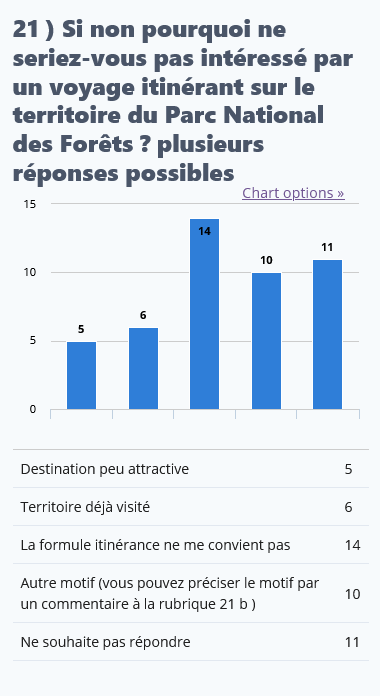 21 ) Si non pourquoi ne
seriez-vous pas intéressé par
un voyage itinérant sur le
territoire du Parc National
des Forêts ? plusieurs
réponses possibles
Chart options »
15
10
5
0
5
6
14
10
11
Destination peu attractive 5
Territoire déjà visité 6
La formule itinérance ne me convient pas 14
Autre motif (vous pouvez préciser le motif par
un commentaire à la rubrique 21 b ) 10
Ne souhaite pas répondre 11